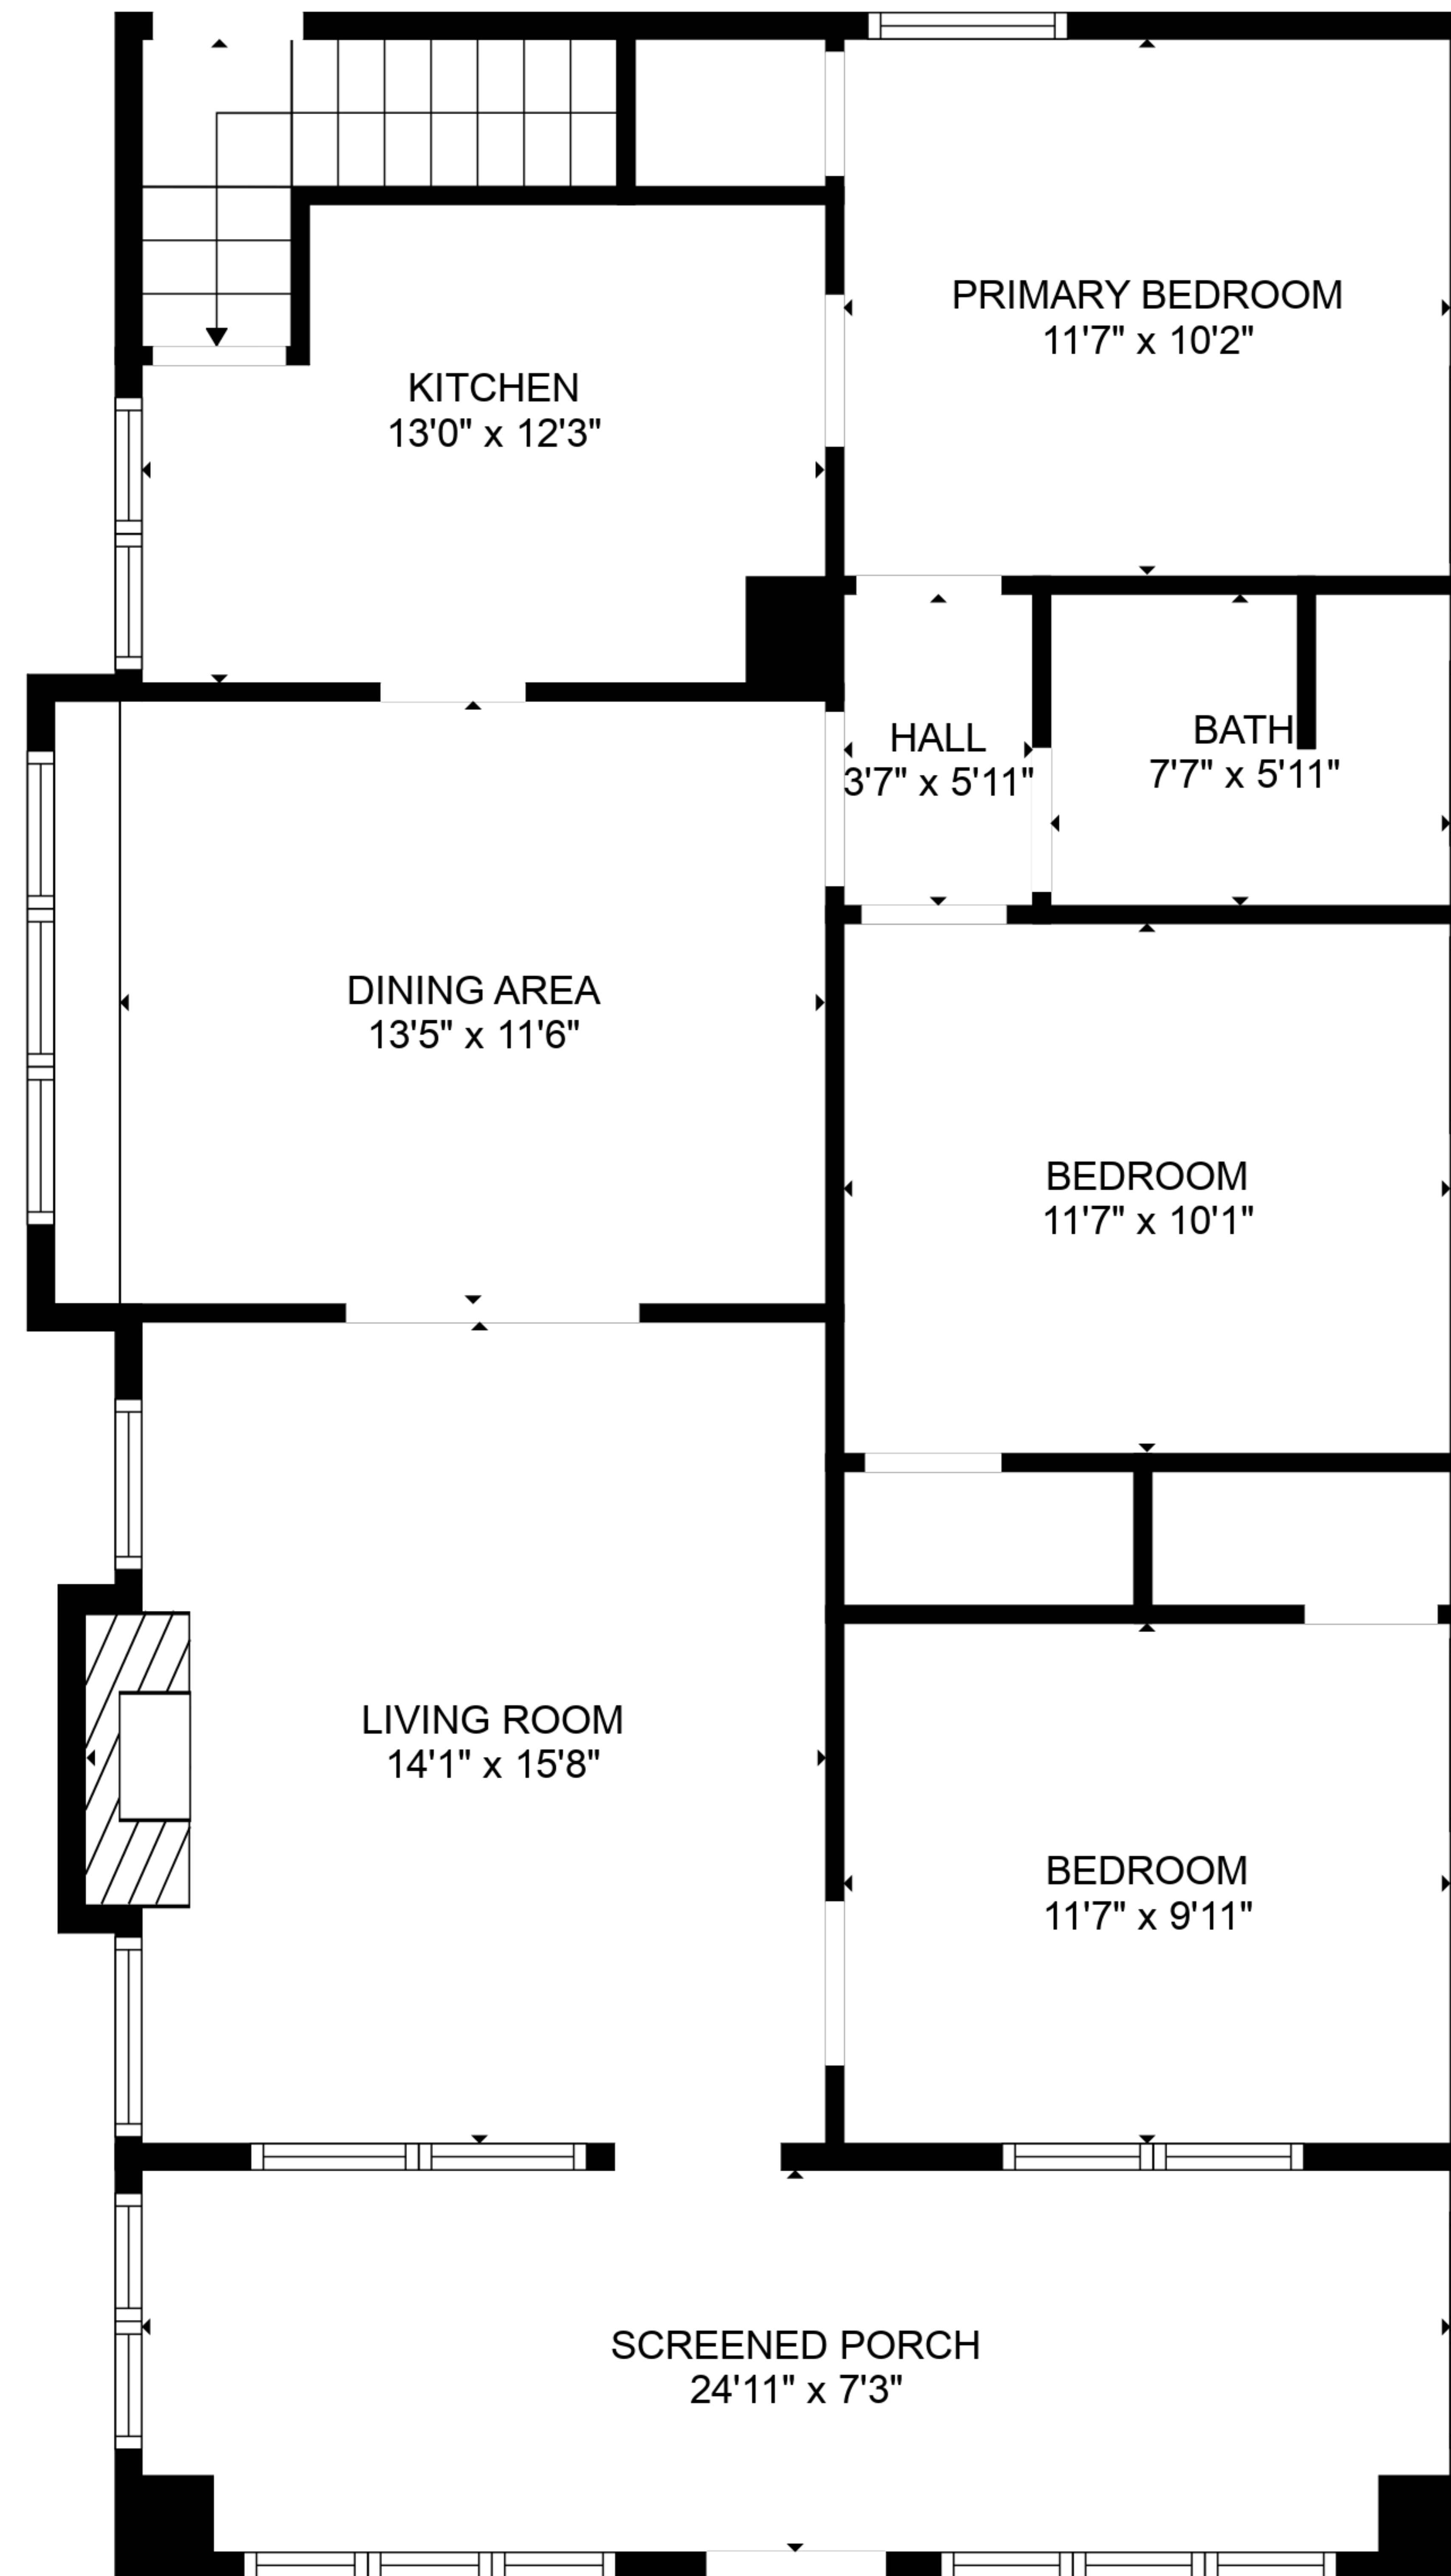 PRIMARY BEDROOM
11'7" x 10'2"
KITCHEN
13'0" x 12'3"
HALL
3'7" x 5'11"
BATH
7'7" x 5'11"
DINING AREA
13'5" x 11'6"
BEDROOM
11'7" x 10'1"
LIVING ROOM
14'1" x 15'8"
BEDROOM
11'7" x 9'11"
SCREENED PORCH
24'11" x 7'3"